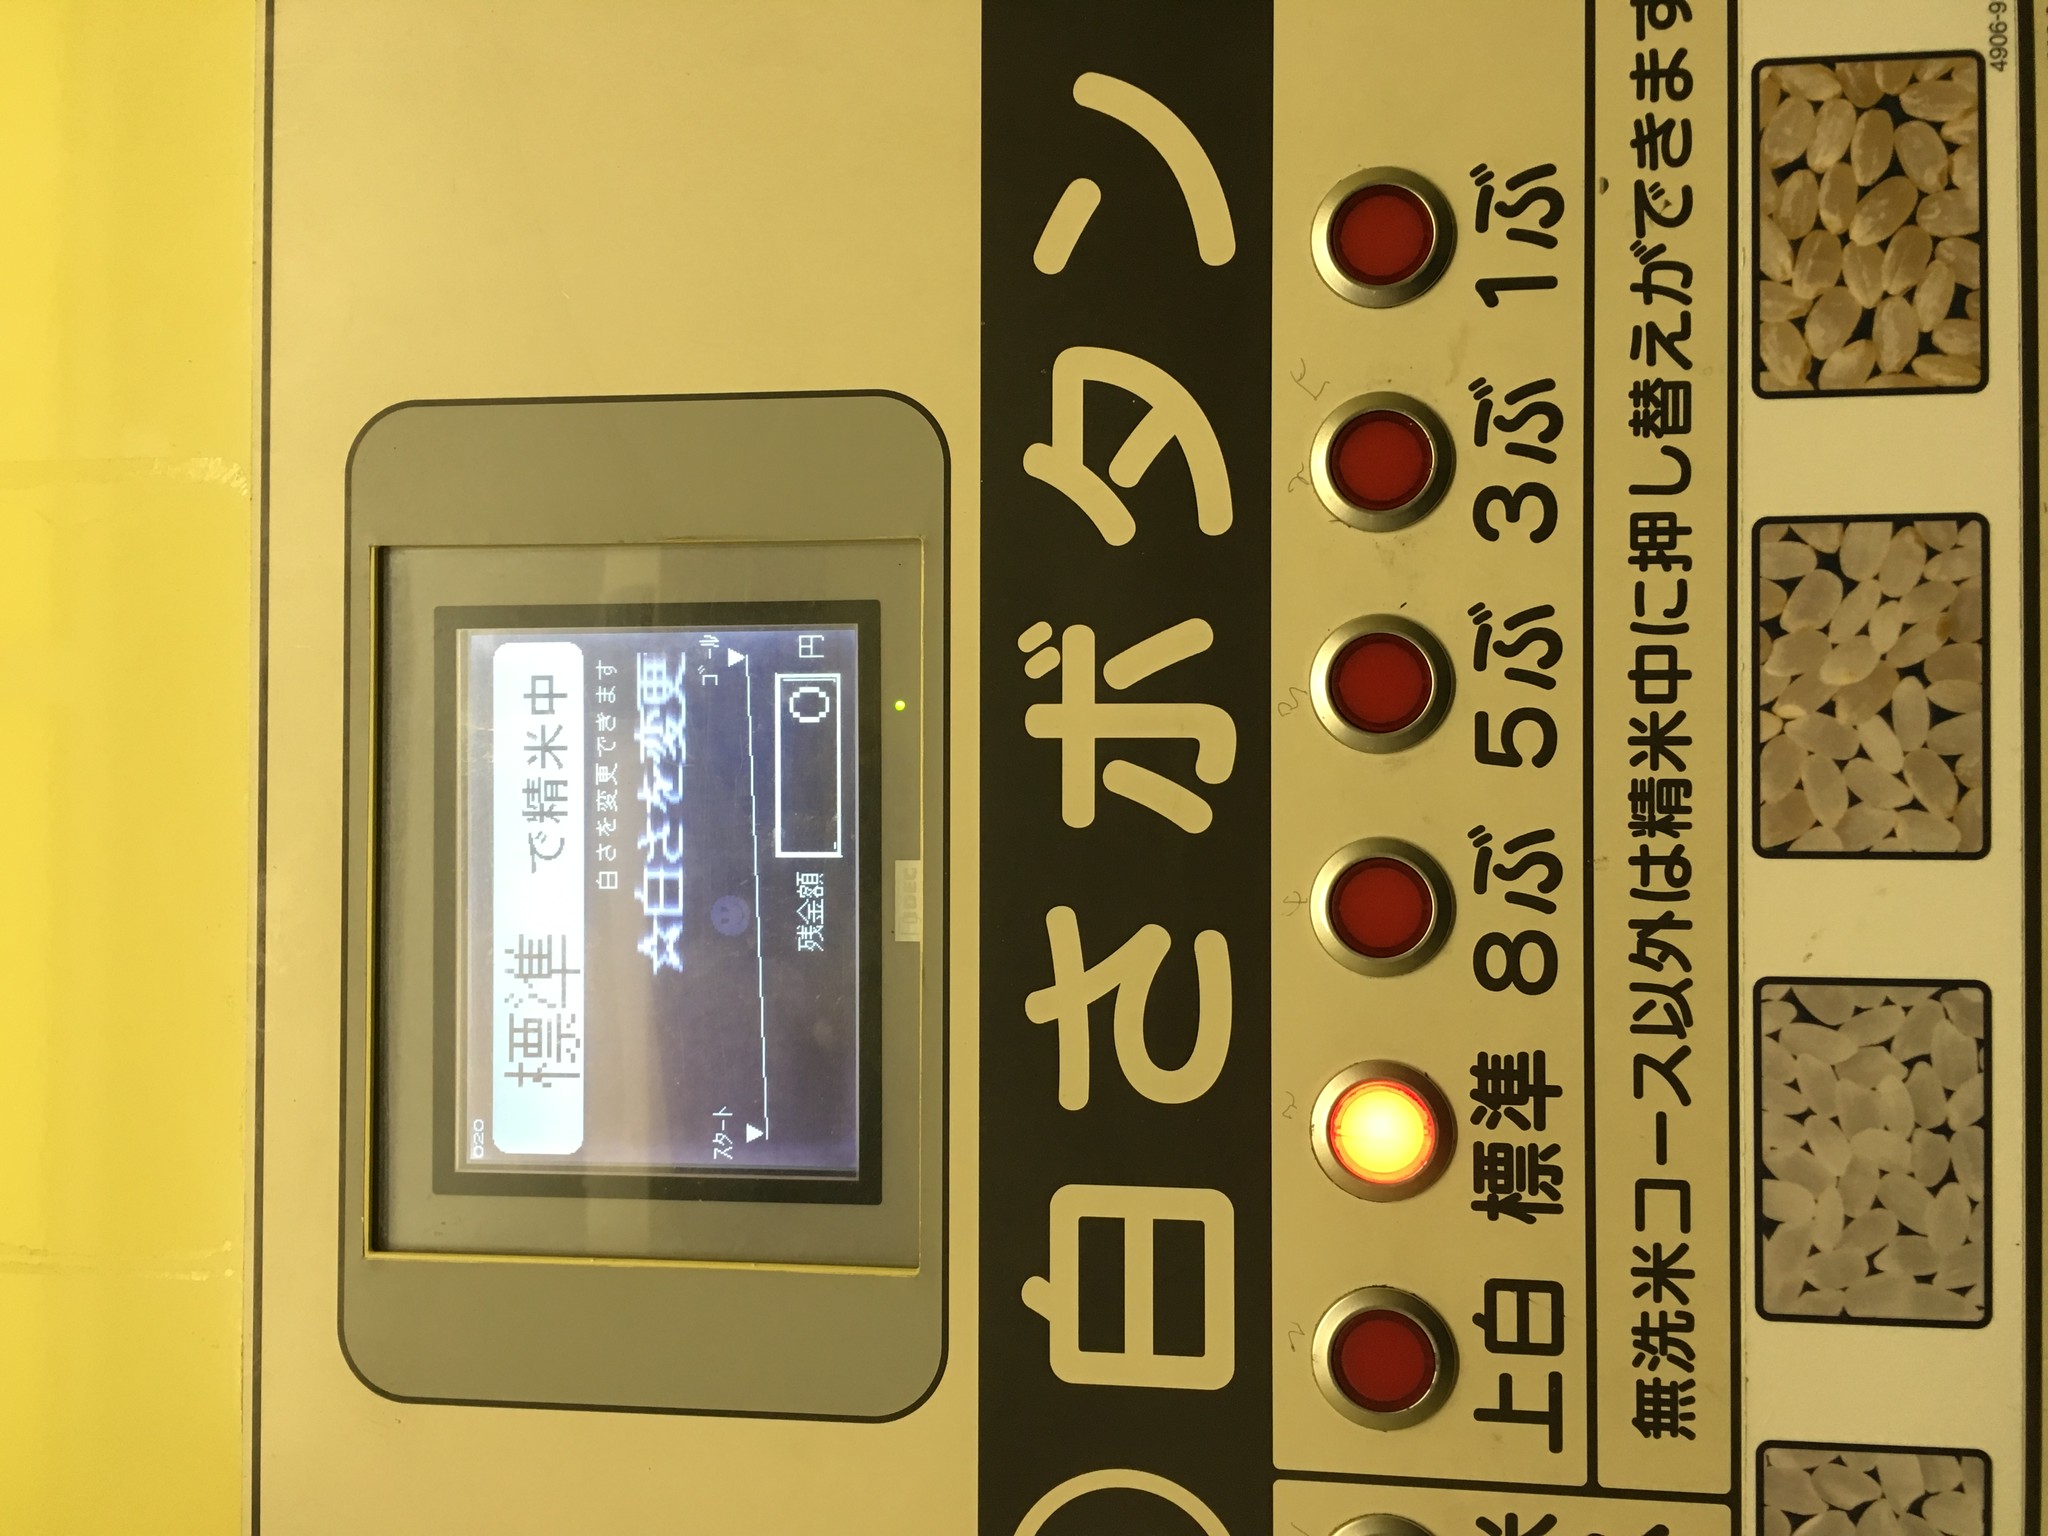 020
標準 で精米中
白さを変更できます
☆白さを変更
スタート ゴール
残金額 0 円
IDEC
白さボタン
上白 標準 8ぶ 5ぶ 3ぶ 1ぶ
無洗米コース以外は精米中に押し替えができます
4906-9